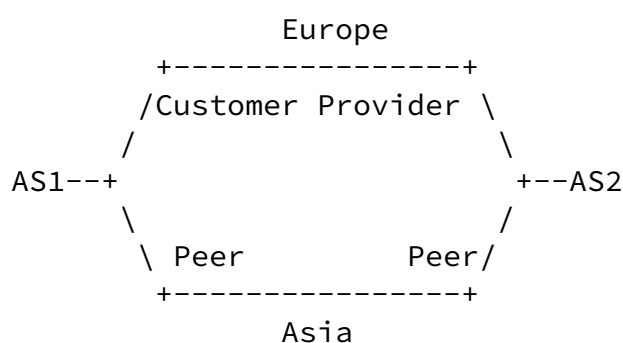 Europe
+----------------+
/Customer Provider \
/ \
AS1--+ +--AS2
\ /
\ Peer Peer/
+----------------+
Asia